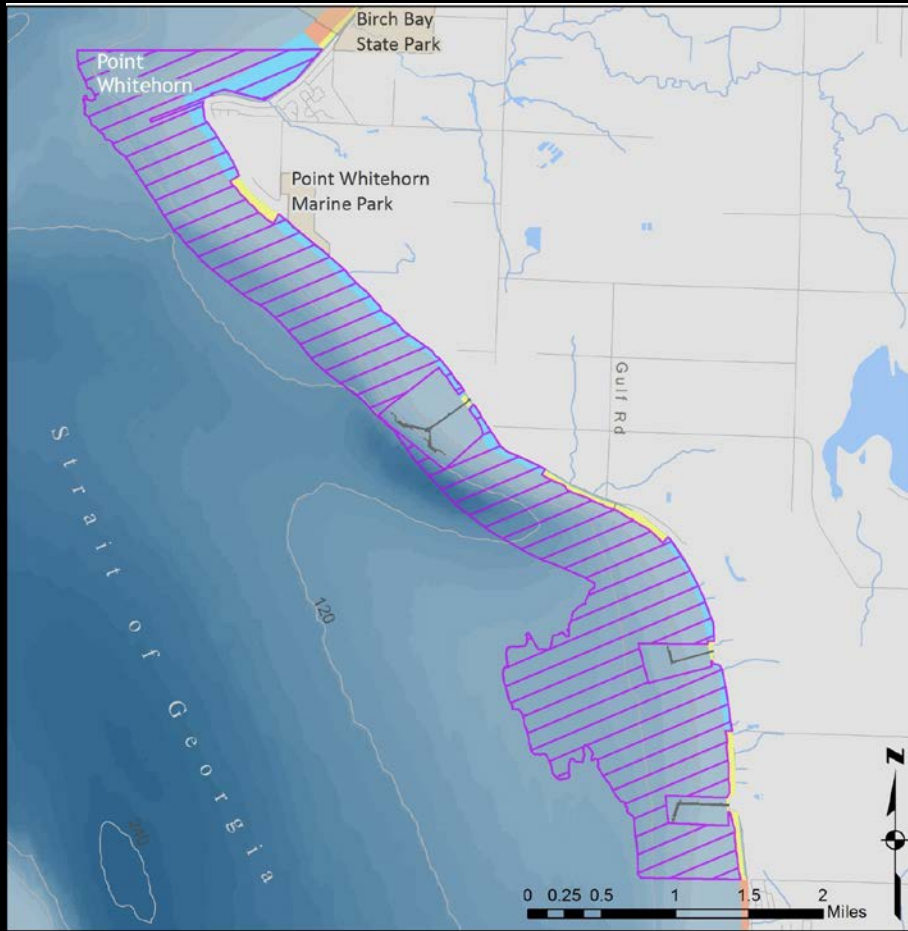 Birch Bay
State Park
Point
Whitehorn
Point Whitehorn
Marine Park
Gulf Rd
Strait of Georgia
120
240
N
0 0.25 0.5 1 1.5 2
Miles